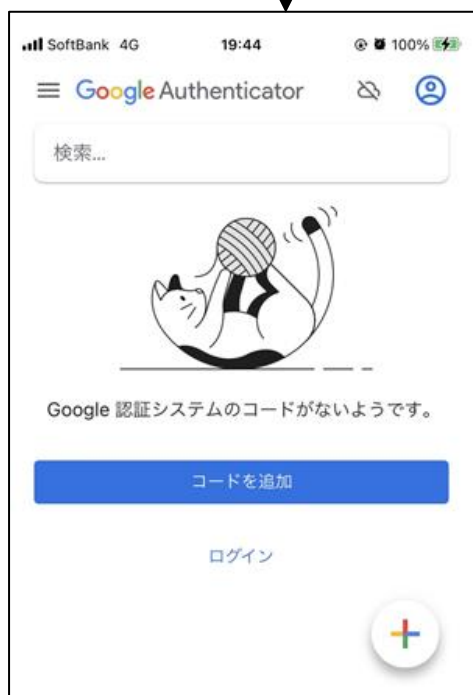 SoftBank 4G 19:44 100%
Google Authenticator
検索...
Google 認証システムのコードがないようです。
コードを追加
ログイン